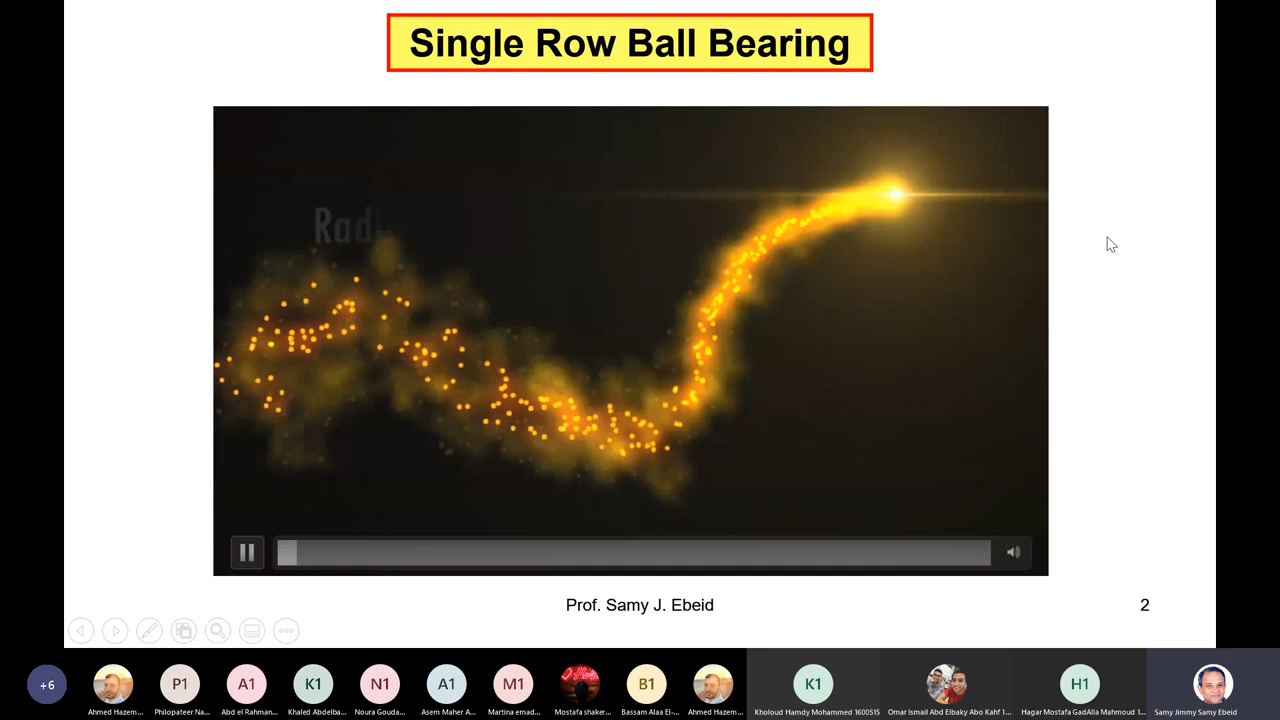 Single Row Ball Bearing
Rad
Prof. Samy J. Ebeid
2
+6
P1
A1
K1
N1
A1
M1
B1
K1
H1
Ahmed Hazem...
Philopateer Na...
Abd el Rahman...
Khaled Abdelba...
Noura Gouda...
Asem Maher A...
Martina emad...
Mostafa shaker...
Bassam Alaa El-...
Ahmed Hazem...
Kholoud Hamdy Mohammed 1600515
Omar Ismail Abd Elbaky Abo Kahf 1...
Hagar Mostafa GadAlla Mahmoud 1...
Samy Jimmy Samy Ebeid